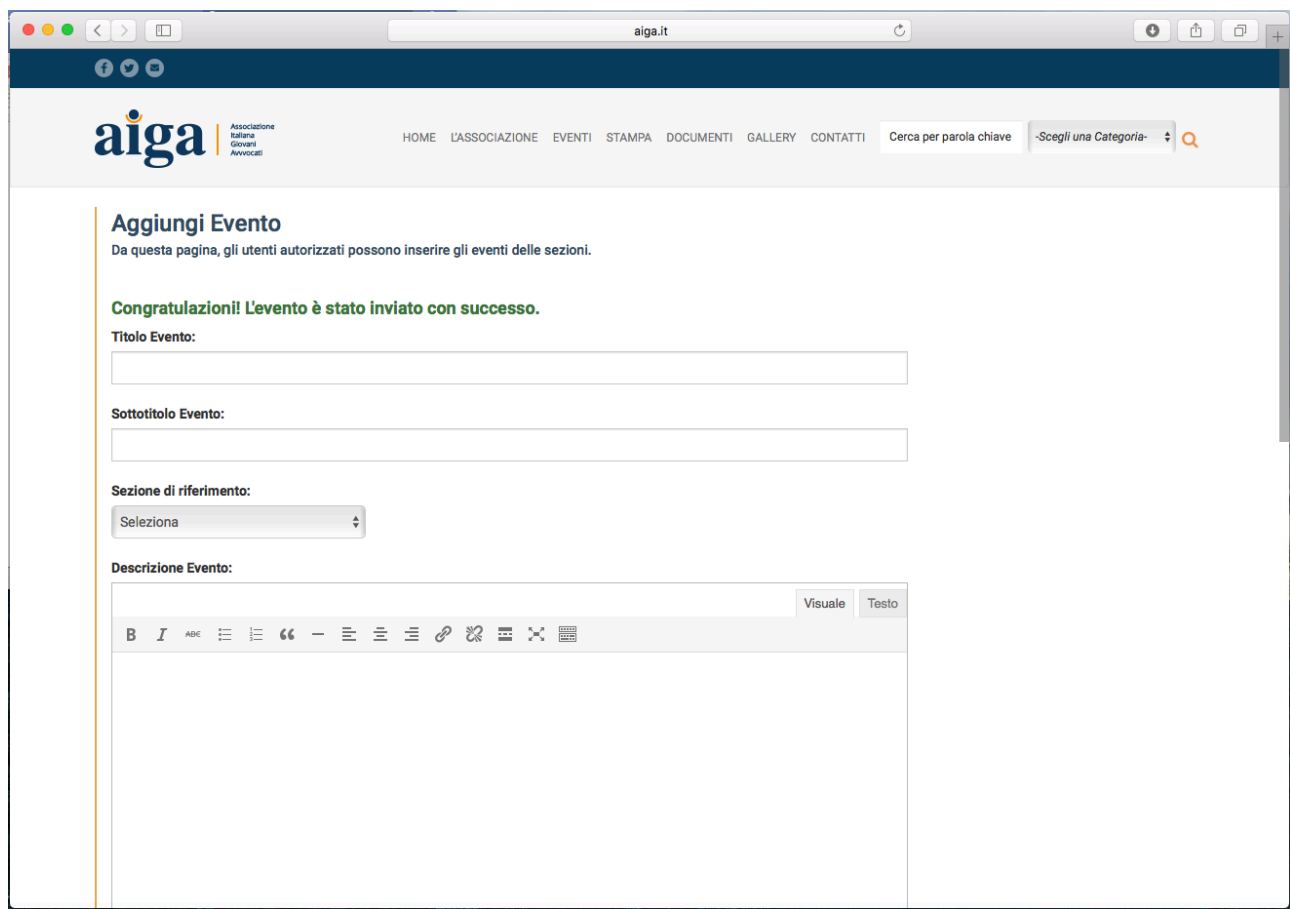 aiga.it
aiga
Associazione
Italiana
Giovani
Avvocati
HOME L'ASSOCIAZIONE EVENTI STAMPA DOCUMENTI GALLERY CONTATTI Cerca per parola chiave -Scegli una Categoria-
Aggiungi Evento
Da questa pagina, gli utenti autorizzati possono inserire gli eventi delle sezioni.
Congratulazioni! L'evento è stato inviato con successo.
Titolo Evento:
Sottotitolo Evento:
Sezione di riferimento:
Seleziona
Descrizione Evento:
Visuale Testo
B I ABC